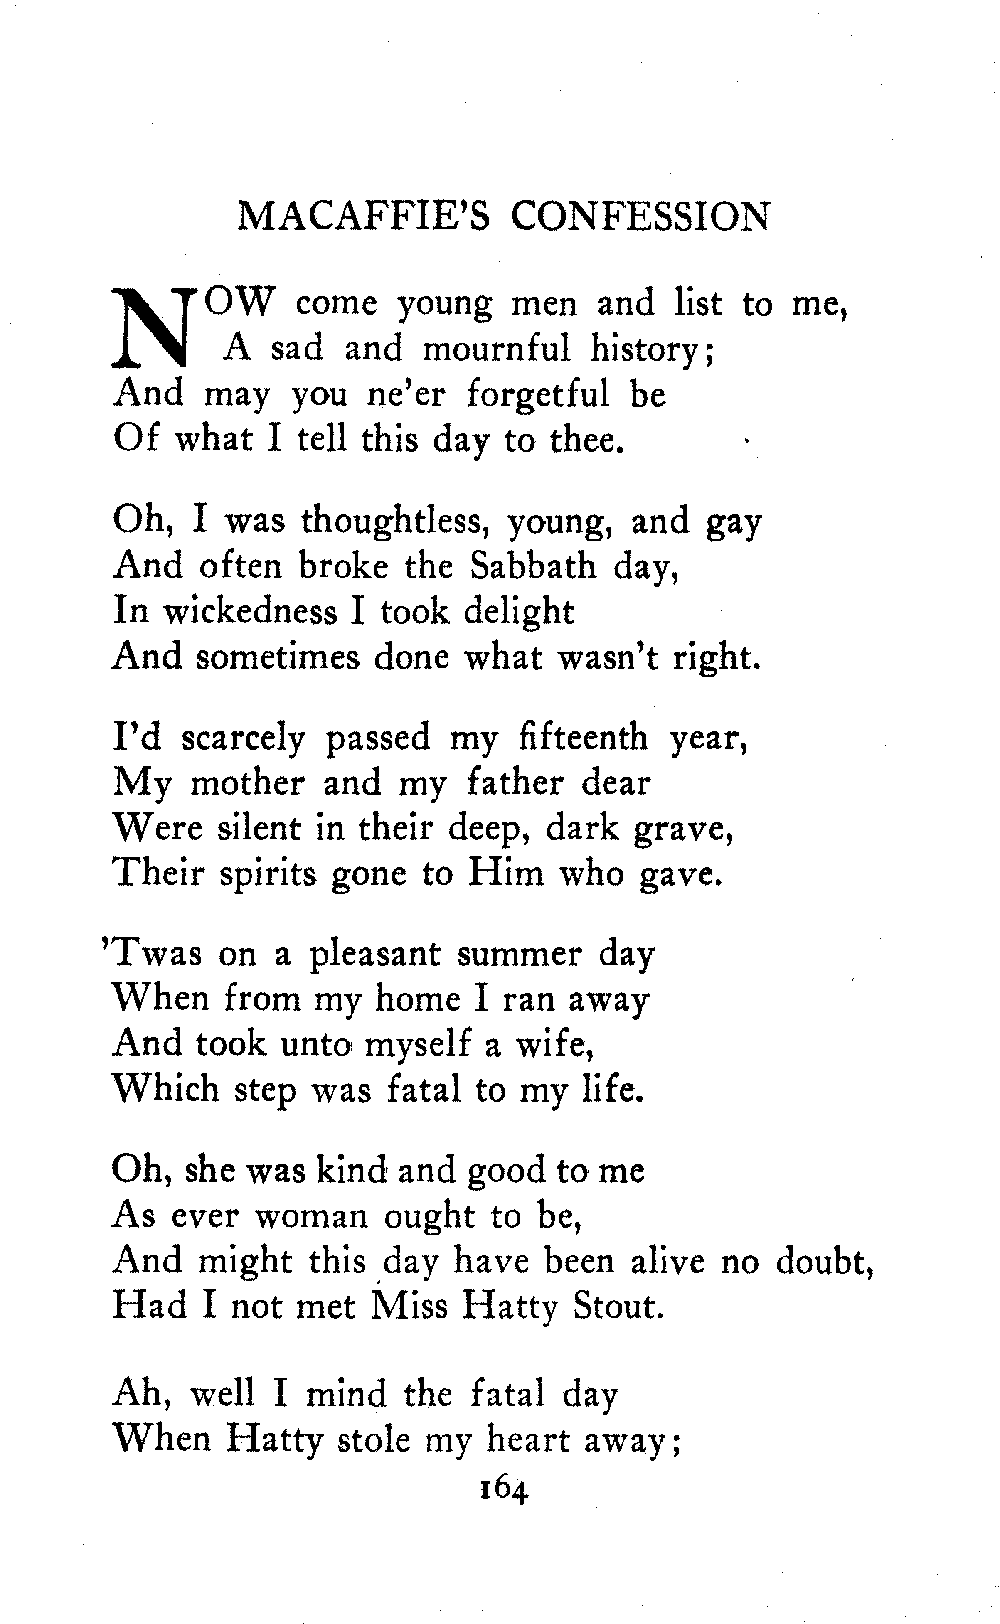 MACAFFIE'S CONFESSION
NOW come young men and list to me,
A sad and mournful history;
And may you ne'er forgetful be
Of what I tell this day to thee.
Oh, I was thoughtless, young, and gay
And often broke the Sabbath day,
In wickedness I took delight
And sometimes done what wasn't right.
I'd scarcely passed my fifteenth year,
My mother and my father dear
Were silent in their deep, dark grave,
Their spirits gone to Him who gave.
'Twas on a pleasant summer day
When from my home I ran away
And took unto myself a wife,
Which step was fatal to my life.
Oh, she was kind and good to me
As ever woman ought to be,
And might this day have been alive no doubt,
Had I not met Miss Hatty Stout.
Ah, well I mind the fatal day
When Hatty stole my heart away;
164